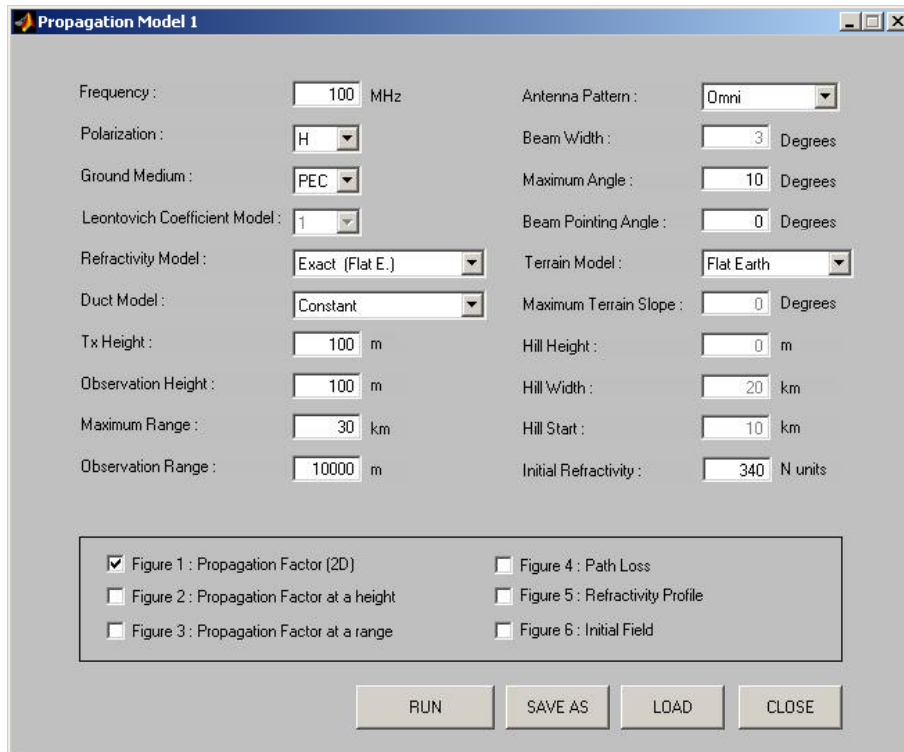 Propagation Model 1
Frequency : 100 MHz
Polarization : H
Ground Medium : PEC
Leontovich Coefficient Model : 1
Refractivity Model : Exact (Flat E.)
Duct Model : Constant
Tx Height : 100 m
Observation Height : 100 m
Maximum Range : 30 km
Observation Range : 10000 m
Antenna Pattern : Omni
Beam Width : 3 Degrees
Maximum Angle : 10 Degrees
Beam Pointing Angle : 0 Degrees
Terrain Model : Flat Earth
Maximum Terrain Slope : 0 Degrees
Hill Height : 0 m
Hill Width : 20 km
Hill Start : 10 km
Initial Refractivity : 340 N units
Figure 1 : Propagation Factor (2D)
Figure 2 : Propagation Factor at a height
Figure 3 : Propagation Factor at a range
Figure 4 : Path Loss
Figure 5 : Refractivity Profile
Figure 6 : Initial Field
RUN
SAVE AS
LOAD
CLOSE